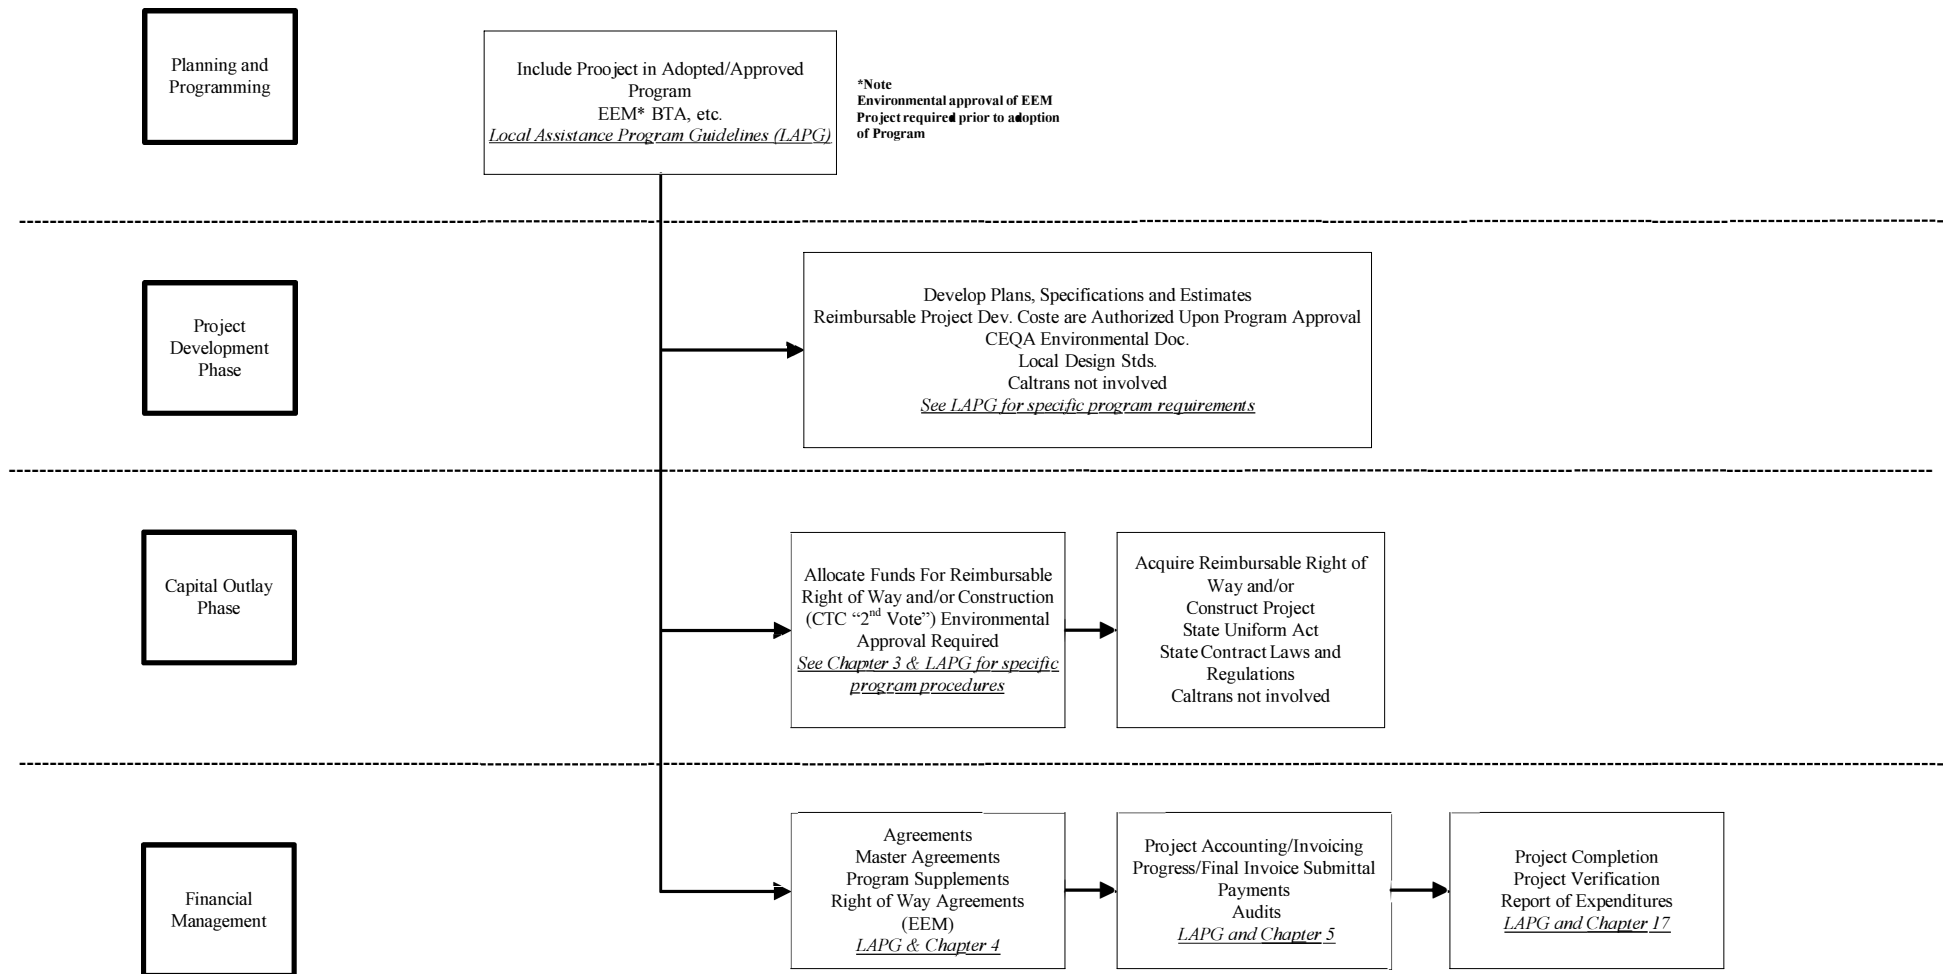 Planning and
Programming
Include Prooject in Adopted/Approved
Program
EEM* BTA, etc.
Local Assistance Program Guidelines (LAPG)
*Note
Environmental approval of EEM
Project required prior to adoption
of Program
Project
Development
Phase
Develop Plans, Specifications and Estimates
Reimbursable Project Dev. Coste are Authorized Upon Program Approval
CEQA Environmental Doc.
Local Design Stds.
Caltrans not involved
See LAPG for specific program requirements
Capital Outlay
Phase
Allocate Funds For Reimbursable
Right of Way and/or Construction
(CTC “2nd Vote”) Environmental
Approval Required
See Chapter 3 & LAPG for specific
program procedures
Acquire Reimbursable Right of
Way and/or
Construct Project
State Uniform Act
State Contract Laws and
Regulations
Caltrans not involved
Financial
Management
Agreements
Master Agreements
Program Supplements
Right of Way Agreements
(EEM)
LAPG & Chapter 4
Project Accounting/Invoicing
Progress/Final Invoice Submittal
Payments
Audits
LAPG and Chapter 5
Project Completion
Project Verification
Report of Expenditures
LAPG and Chapter 17